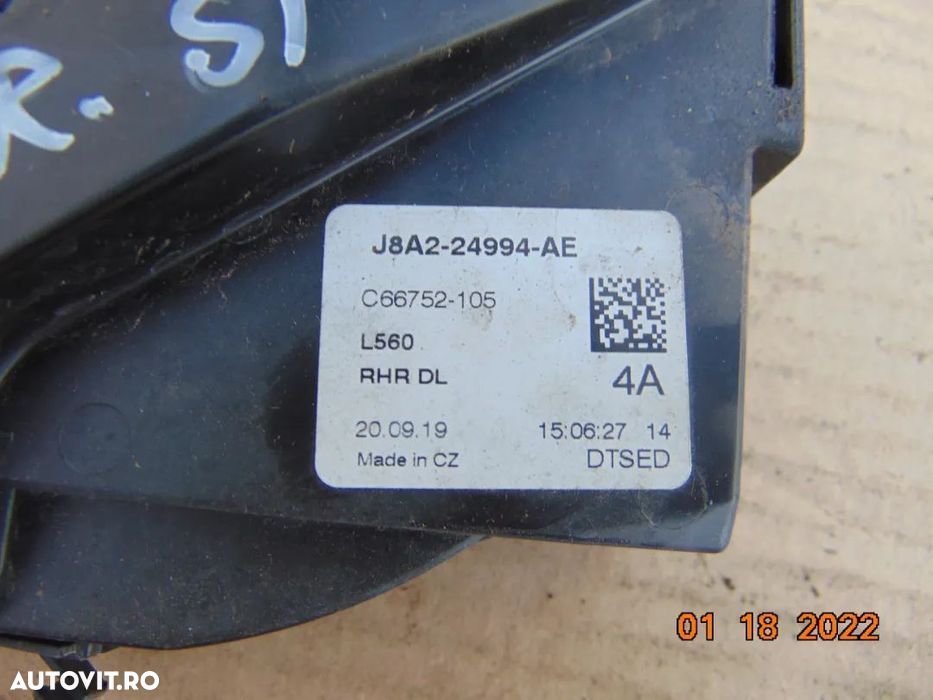 R. SI
J8A2-24994-AE
C66752-105
L560
RHR DL
4A
20.09.19 15:06:27 14
Made in CZ DTSED
01 18 2022
AUTOVIT.RO